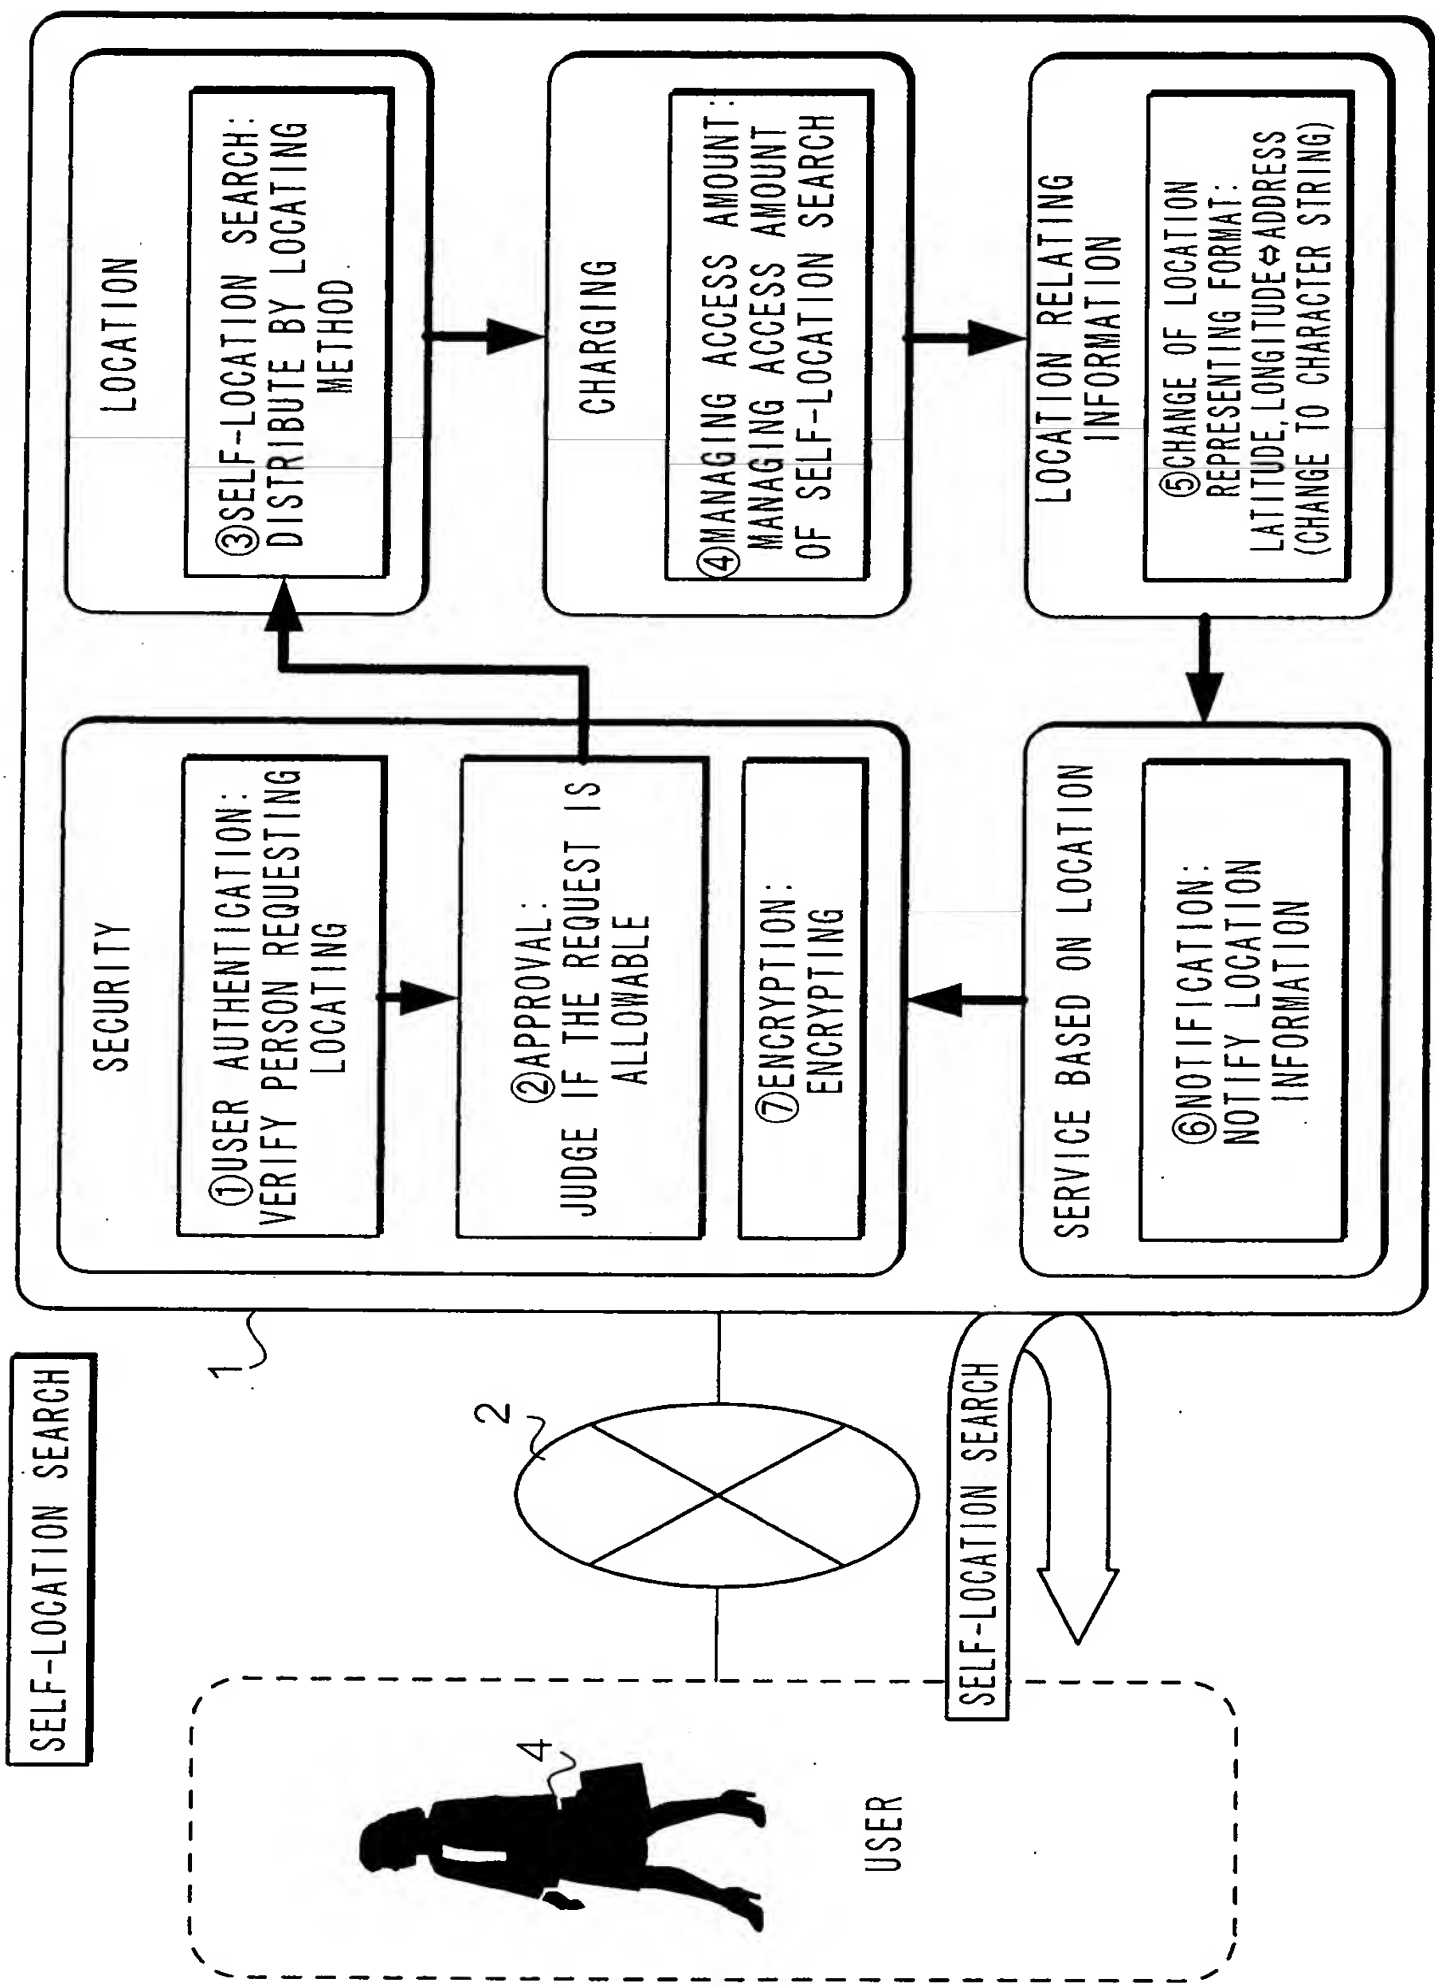 SELF-LOCATION SEARCH
1
SECURITY
①USER AUTHENTICATION:
VERIFY PERSON REQUESTING
LOCATING
②APPROVAL:
JUDGE IF THE REQUEST IS
ALLOWABLE
⑦ENCRYPTION:
ENCRYPTING
LOCATION
③SELF-LOCATION SEARCH:
DISTRIBUTE BY LOCATING
METHOD
CHARGING
④MANAGING ACCESS AMOUNT:
MANAGING ACCESS AMOUNT
OF SELF-LOCATION SEARCH
LOCATION RELATING
INFORMATION
⑤CHANGE OF LOCATION
REPRESENTING FORMAT:
LATITUDE,LONGITUDE⇔ADDRESS
(CHANGE TO CHARACTER STRING)
SERVICE BASED ON LOCATION
⑥NOTIFICATION:
NOTIFY LOCATION
INFORMATION
2
4
USER
SELF-LOCATION SEARCH